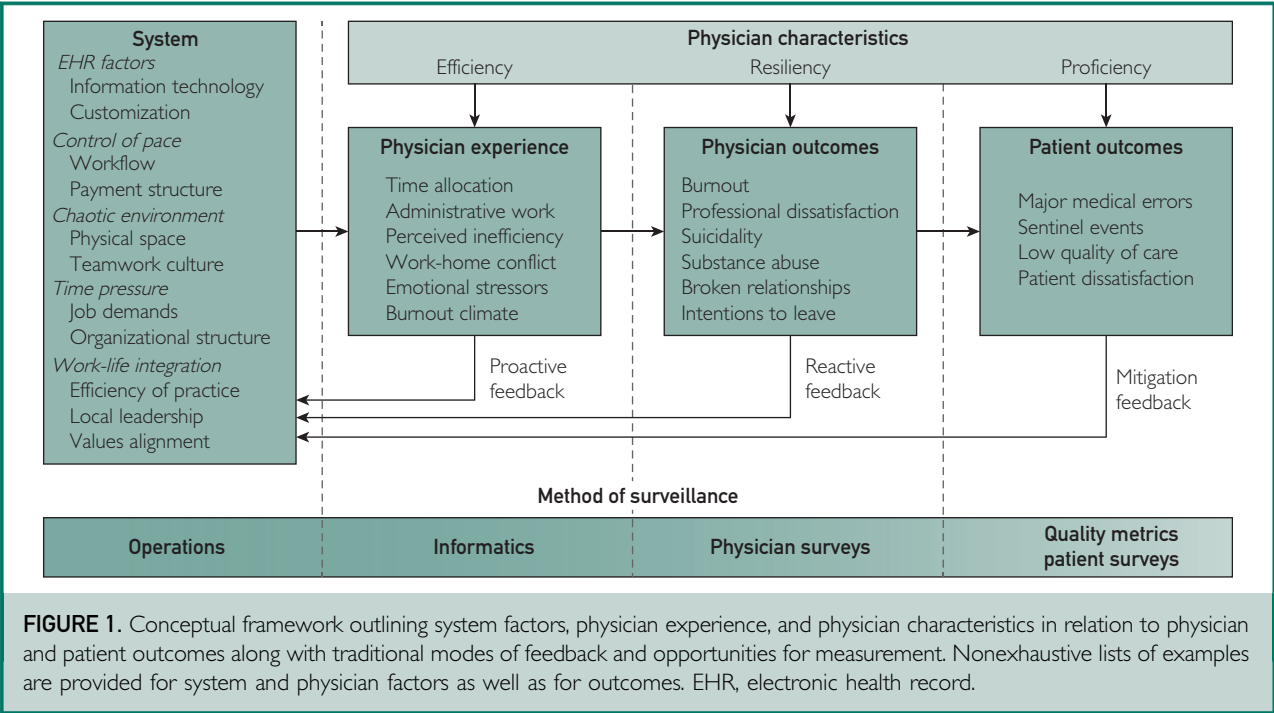 System
EHR factors
Information technology
Customization
Control of pace
Workflow
Payment structure
Chaotic environment
Physical space
Teamwork culture
Time pressure
Job demands
Organizational structure
Work-life integration
Efficiency of practice
Local leadership
Values alignment
Physician characteristics
Efficiency
Resiliency
Proficiency
Physician experience
Time allocation
Administrative work
Perceived inefficiency
Work-home conflict
Emotional stressors
Burnout climate
Physician outcomes
Burnout
Professional dissatisfaction
Suicidality
Substance abuse
Broken relationships
Intentions to leave
Patient outcomes
Major medical errors
Sentinel events
Low quality of care
Patient dissatisfaction
Proactive
feedback
Reactive
feedback
Mitigation
feedback
Method of surveillance
Operations
Informatics
Physician surveys
Quality metrics
patient surveys
FIGURE 1. Conceptual framework outlining system factors, physician experience, and physician characteristics in relation to physician
and patient outcomes along with traditional modes of feedback and opportunities for measurement. Nonexhaustive lists of examples
are provided for system and physician factors as well as for outcomes. EHR, electronic health record.